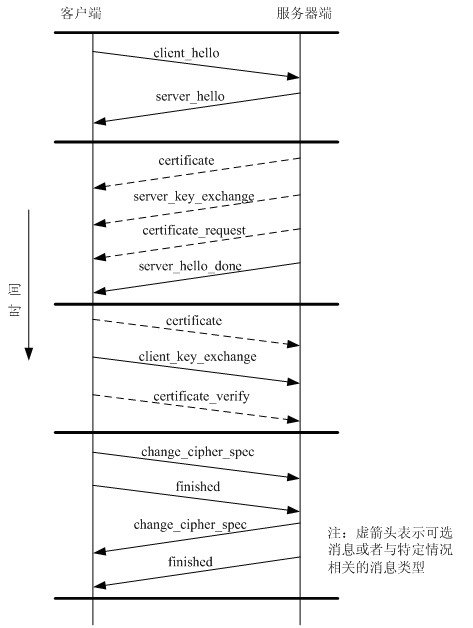 客户端
服务器端
client_hello
server_hello
certificate
server_key_exchange
certificate_request
server_hello_done
时间
certificate
client_key_exchange
certificate_verify
change_cipher_spec
finished
change_cipher_spec
finished
注：虚箭头表示可选
消息或者与特定情况
相关的消息类型